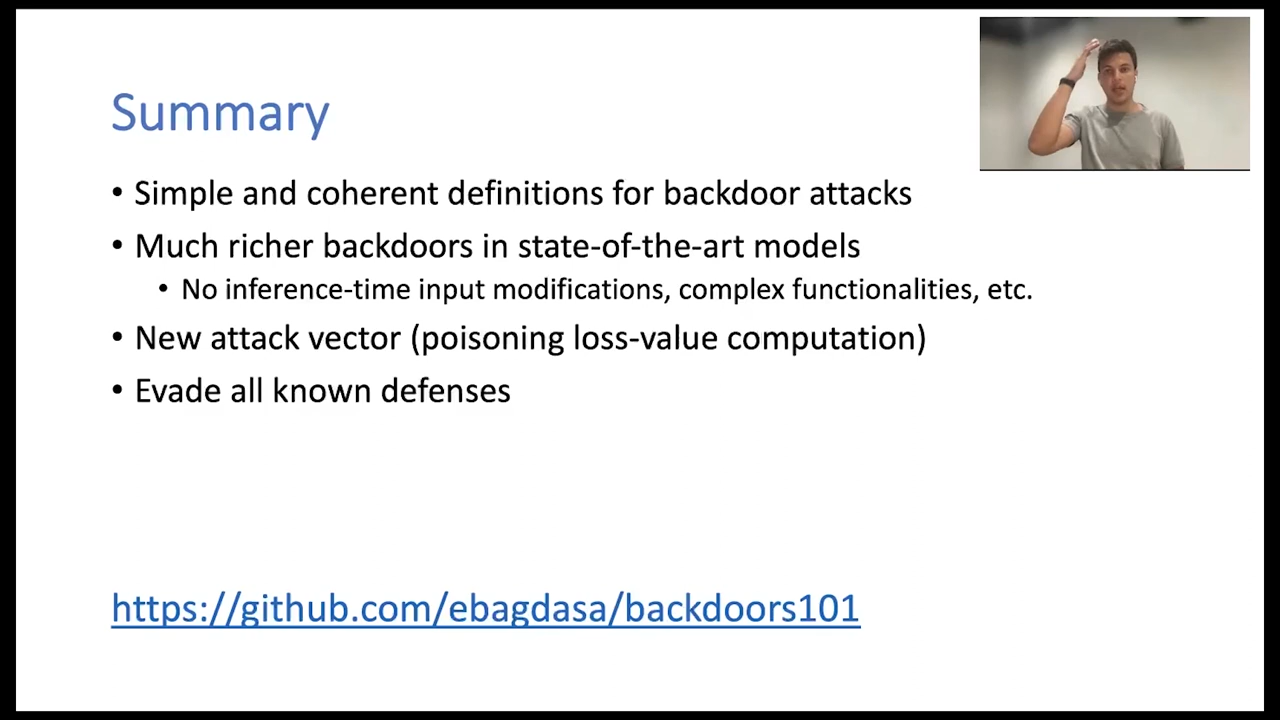 Summary
• Simple and coherent definitions for backdoor attacks
• Much richer backdoors in state-of-the-art models
• No inference-time input modifications, complex functionalities, etc.
• New attack vector (poisoning loss-value computation)
• Evade all known defenses
https://github.com/ebagdasa/backdoors101